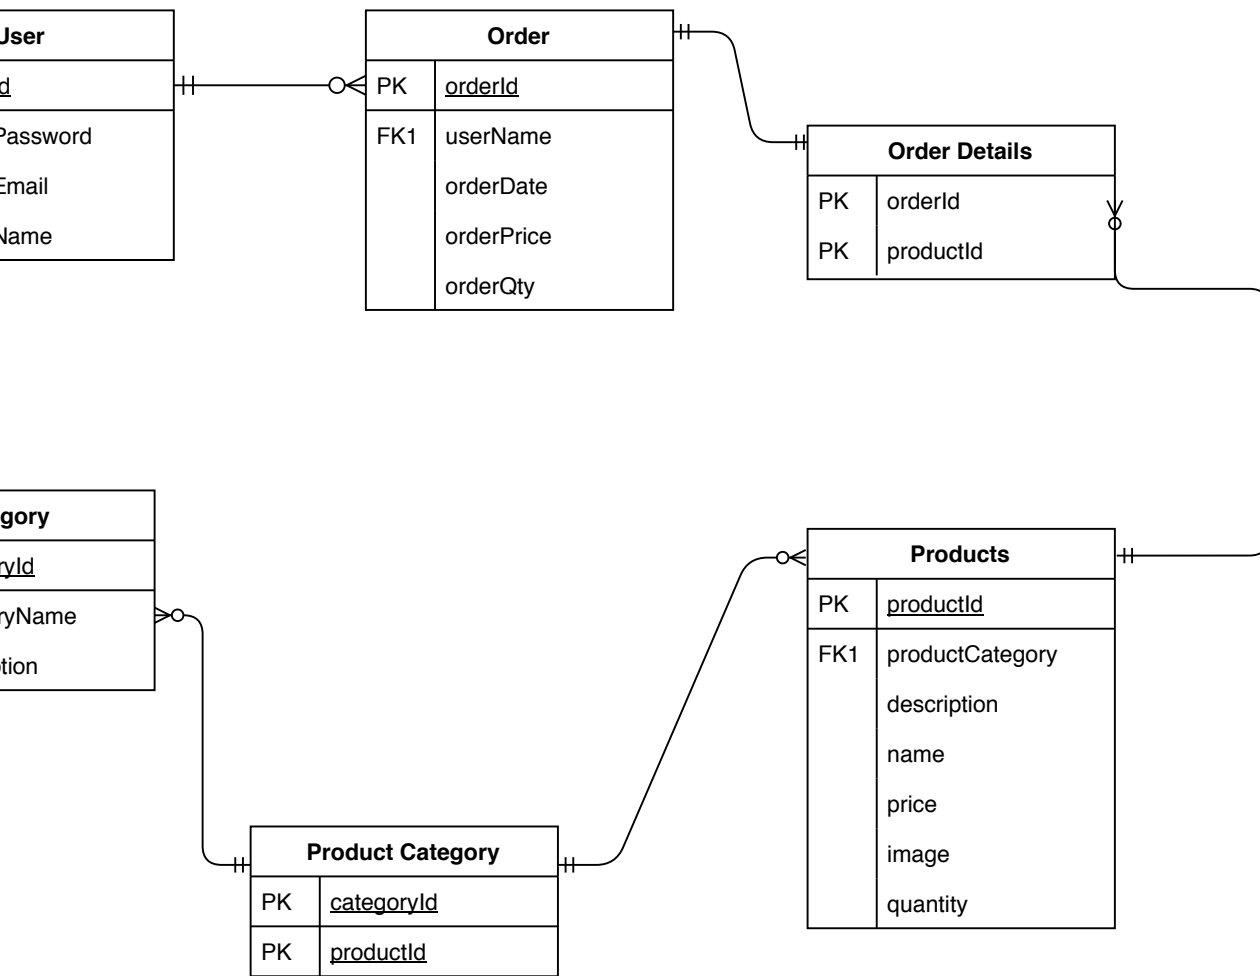 User
d
Password
Email
Name
Order
PK orderId
FK1 userName
orderDate
orderPrice
orderQty
Order Details
PK orderId
PK productId
gory
ryId
ryName
tion
Product Category
PK categoryId
PK productId
Products
PK productId
FK1 productCategory
description
name
price
image
quantity